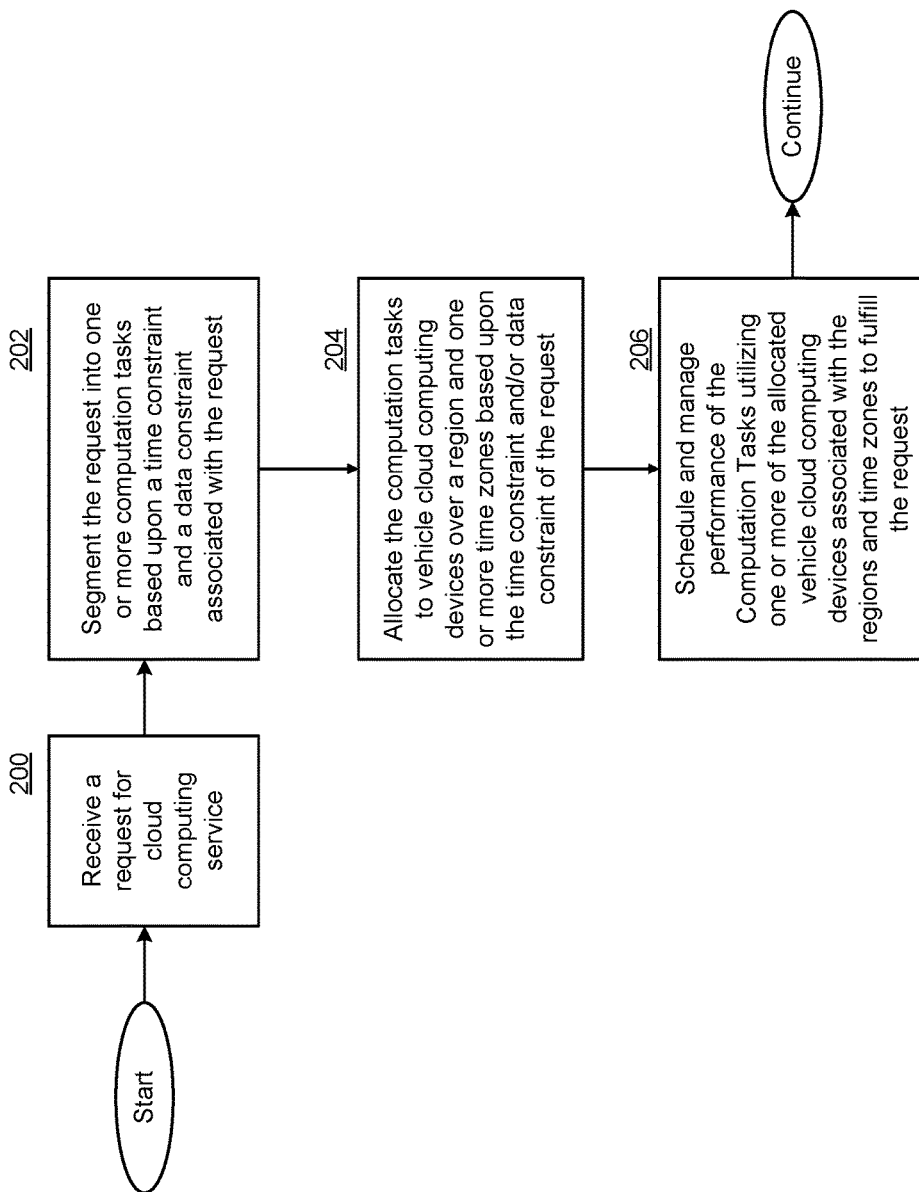 Start
200
Receive a
request for
cloud
computing
service
202
Segment the request into one
or more computation tasks
based upon a time constraint
and a data constraint
associated with the request
204
Allocate the computation tasks
to vehicle cloud computing
devices over a region and one
or more time zones based upon
the time constraint and/or data
constraint of the request
206
Schedule and manage
performance of the
Computation Tasks utilizing
one or more of the allocated
vehicle cloud computing
devices associated with the
regions and time zones to fulfill
the request
Continue